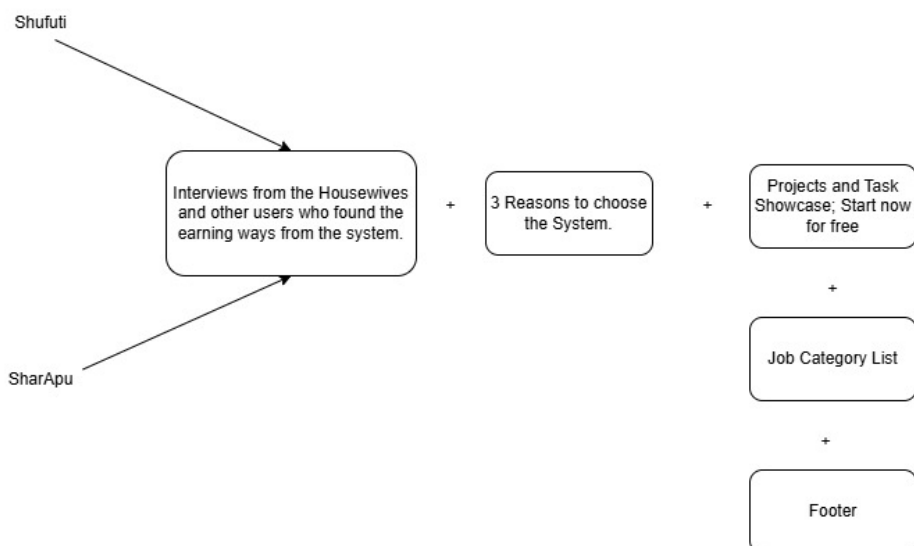 Shufuti
Interviews from the Housewives
and other users who found the
earning ways from the system.
+
3 Reasons to choose
the System.
+
Projects and Task
Showcase; Start now
for free
+
SharApu
Job Category List
+
Footer